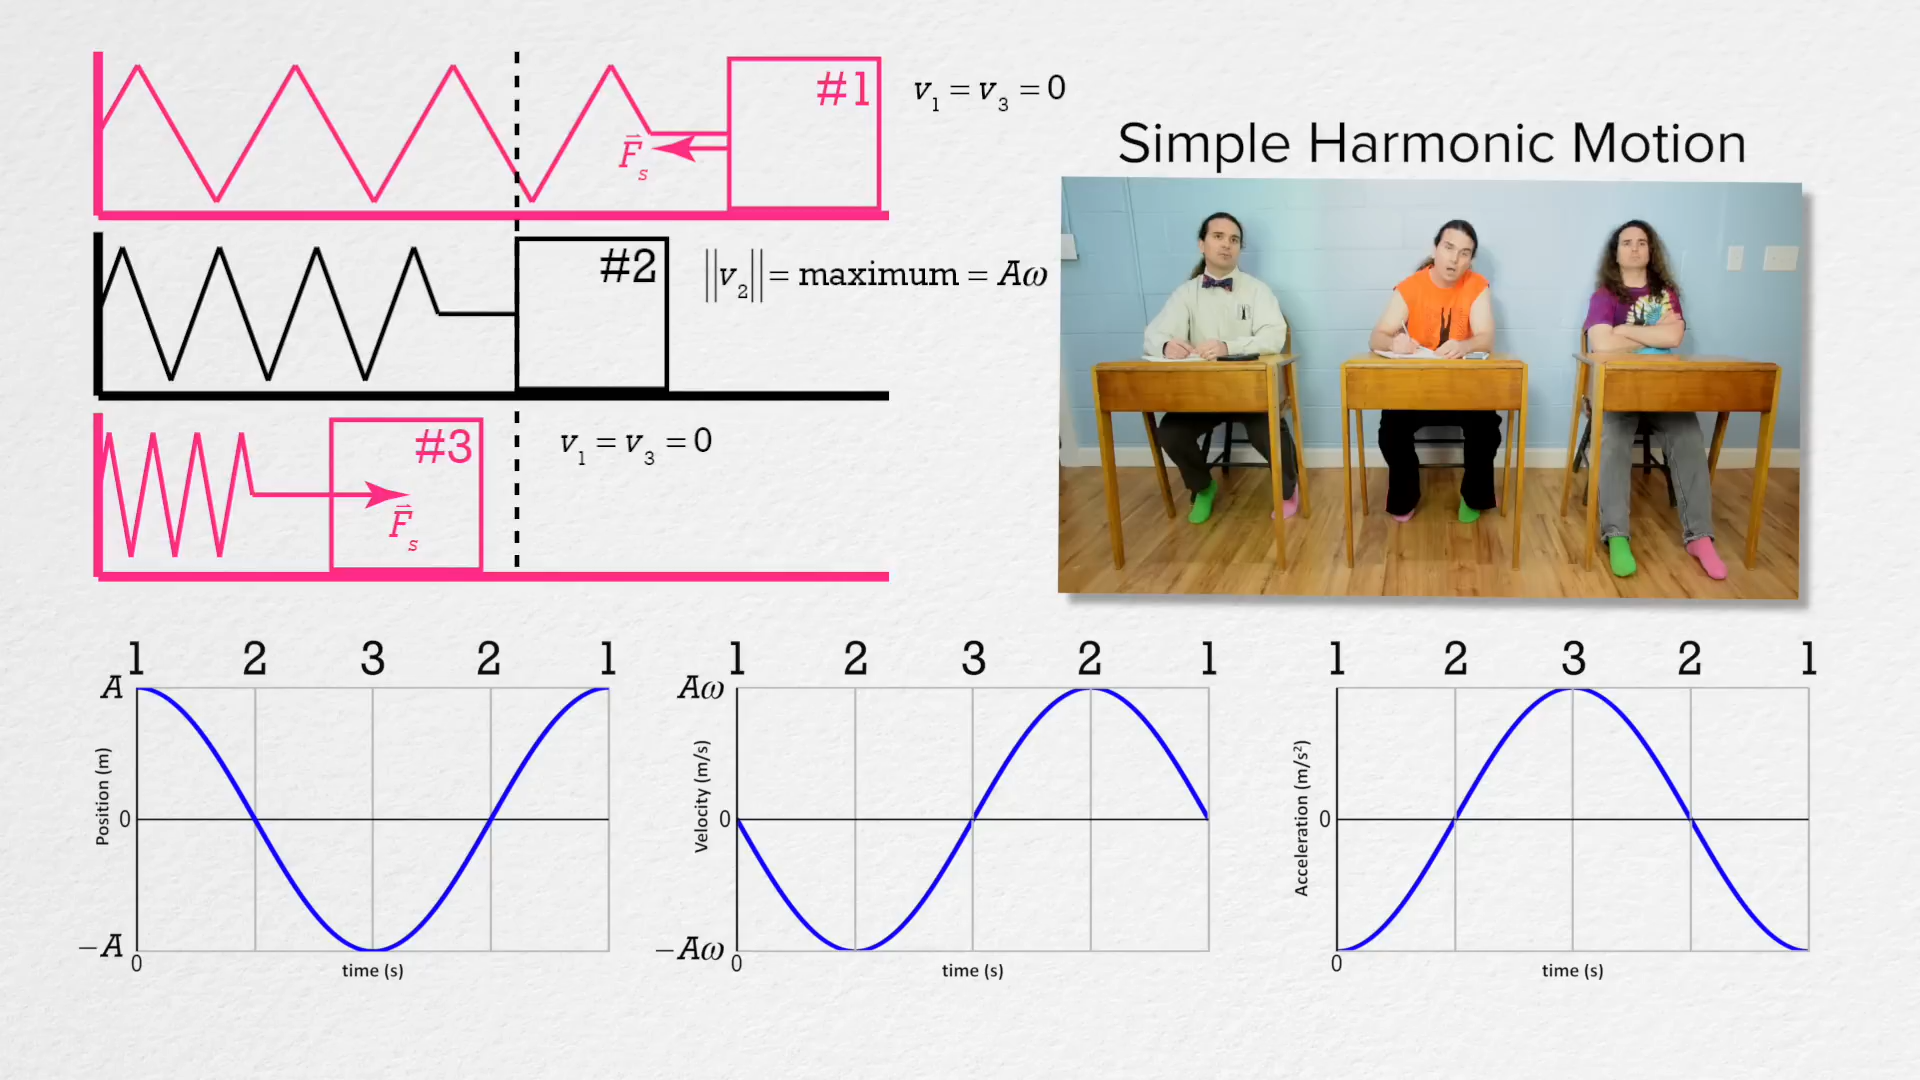 #1
v₁ = v₃ = 0
Simple Harmonic Motion
F⃗ₛ
#2
||v₂|| = maximum = Aω
#3
v₁ = v₃ = 0
F⃗ₛ
1 2 3 2 1
A
Position (m)
0
−A
0
time (s)
1 2 3 2 1
Aω
Velocity (m/s)
0
−Aω
0
time (s)
1 2 3 2 1
Acceleration (m/s²)
0
0
time (s)